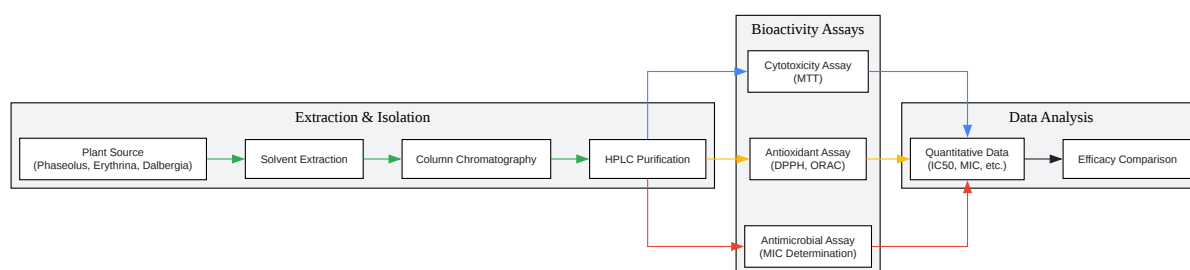 Bioactivity Assays
Cytotoxicity Assay
(MTT)
Extraction & Isolation
Data Analysis
Plant Source
(Phaseolus, Erythrina, Dalbergia)
Solvent Extraction
Column Chromatography
HPLC Purification
Antioxidant Assay
(DPPH, ORAC)
Quantitative Data
(IC50, MIC, etc.)
Efficacy Comparison
Antimicrobial Assay
(MIC Determination)